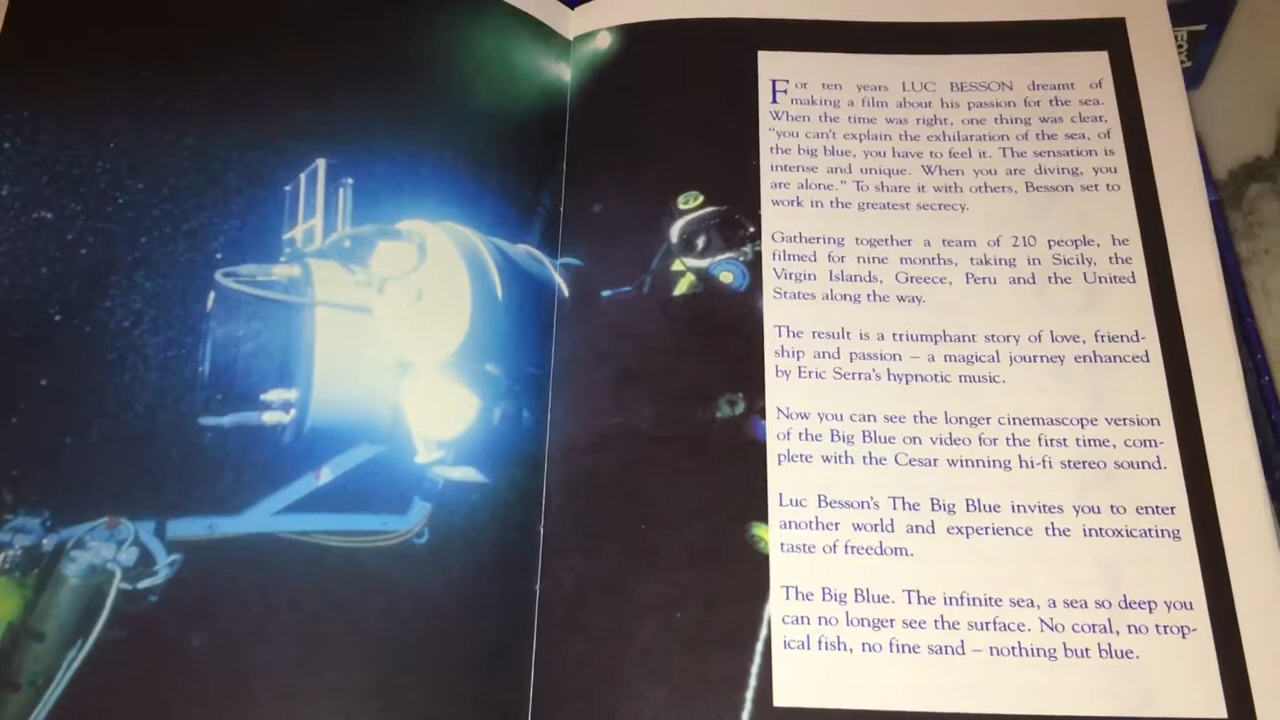 For ten years LUC BESSON dreamt of
making a film about his passion for the sea.
When the time was right, one thing was clear,
“you can't explain the exhilaration of the sea, of
the big blue, you have to feel it. The sensation is
intense and unique. When you are diving, you
are alone.” To share it with others, Besson set to
work in the greatest secrecy.
Gathering together a team of 210 people, he
filmed for nine months, taking in Sicily, the
Virgin Islands, Greece, Peru and the United
States along the way.
The result is a triumphant story of love, friend-
ship and passion – a magical journey enhanced
by Eric Serra's hypnotic music.
Now you can see the longer cinemascope version
of the Big Blue on video for the first time, com-
plete with the Cesar winning hi-fi stereo sound.
Luc Besson's The Big Blue invites you to enter
another world and experience the intoxicating
taste of freedom.
The Big Blue. The infinite sea, a sea so deep you
can no longer see the surface. No coral, no trop-
ical fish, no fine sand – nothing but blue.